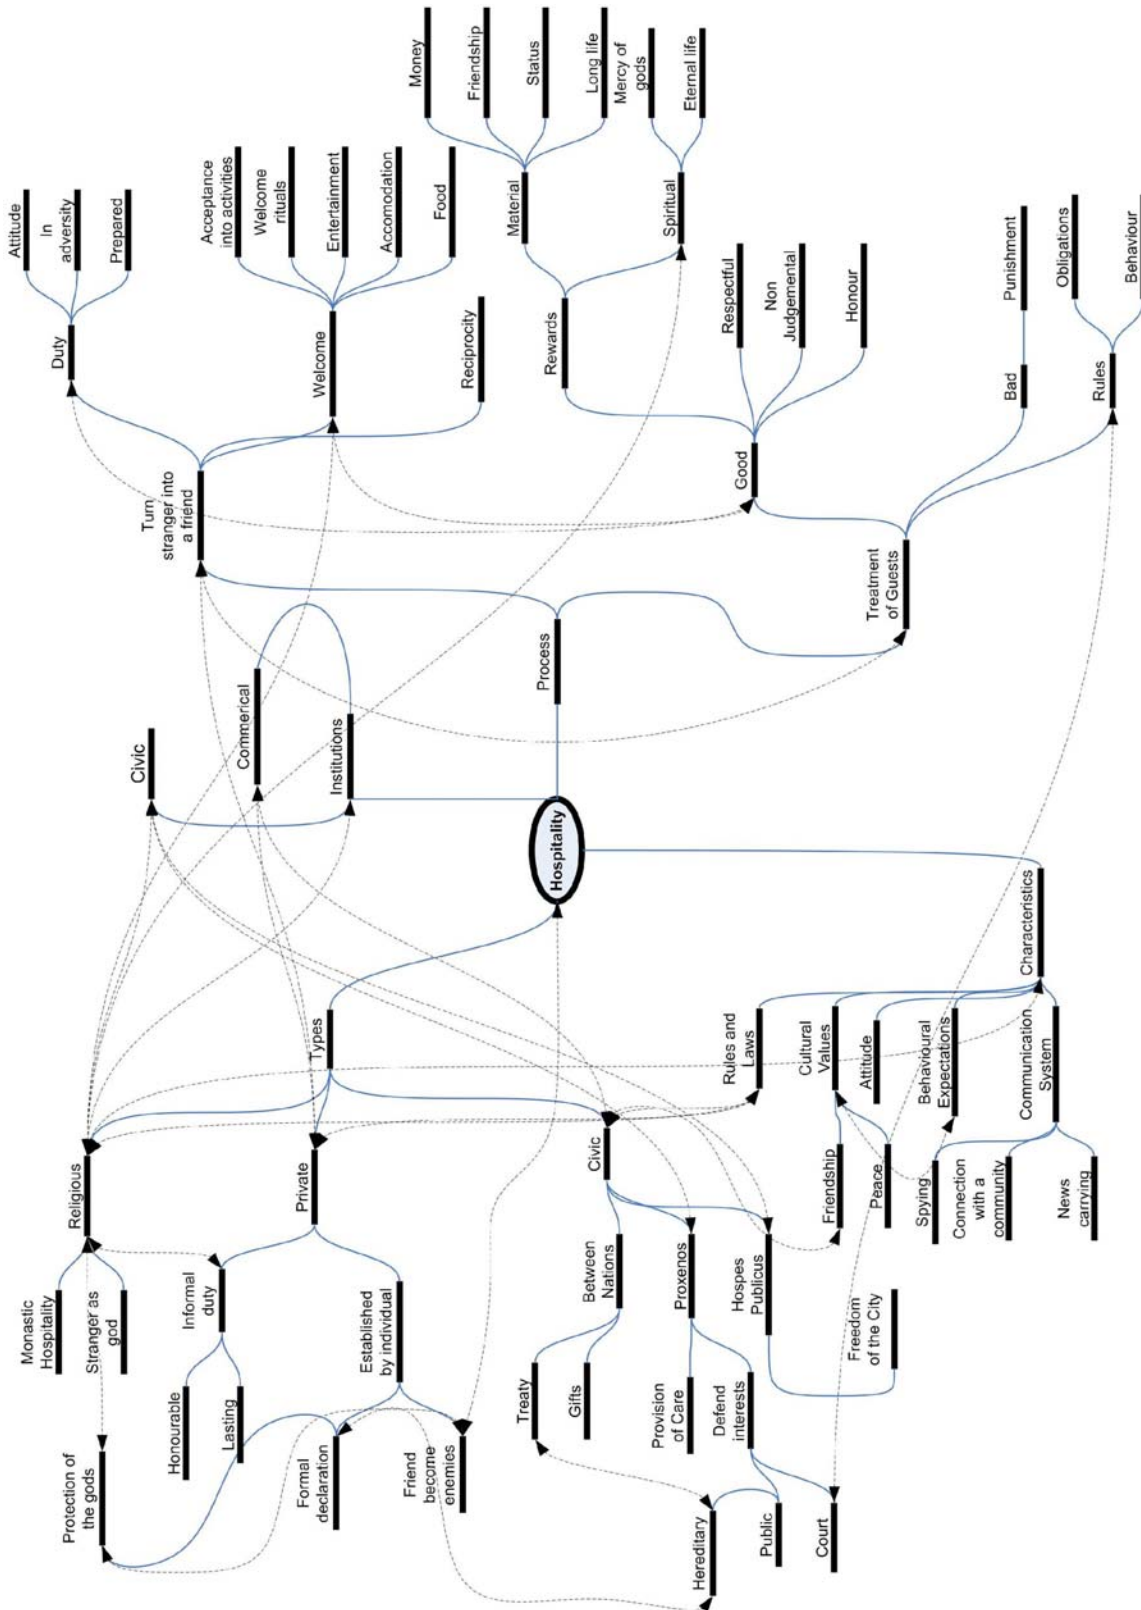 Attitude
In
adversity
Prepared
Duty
Acceptance
into activities
Welcome
rituals
Entertainment
Accomodation
Food
Welcome
Reciprocity
Turn
stranger into
a friend
Money
Friendship
Status
Long life
Material
Mercy of
gods
Eternal life
Spiritual
Rewards
Respectful
Non
Judgemental
Honour
Good
Punishment
Bad
Obligations
Behaviour
Rules
Treatment
of Guests
Process
Civic
Commerical
Institutions
Hospitality
Types
Religious
Monastic
Hospitality
Stranger as
god
Protection of
the gods
Private
Informal
duty
Honourable
Lasting
Established
by individual
Formal
declaration
Friend
become
enemies
Civic
Between
Nations
Treaty
Gifts
Proxenos
Provision
of Care
Defend
interests
Hereditary
Public
Court
Hospes
Publicus
Freedom
of the City
Characteristics
Rules and
Laws
Cultural
Values
Friendship
Peace
Attitude
Behavioural
Expectations
Communication
System
Spying
Connection
with a
community
News
carrying